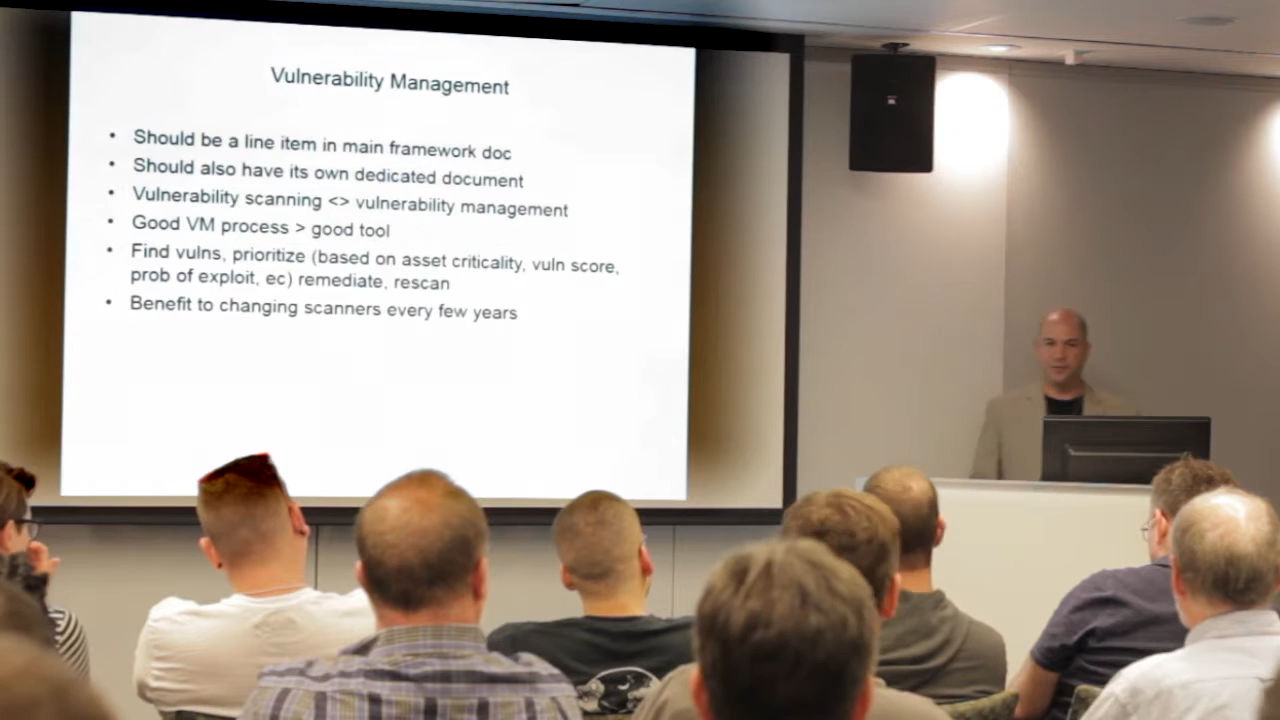 Vulnerability Management
• Should be a line item in main framework doc
• Should also have its own dedicated document
• Vulnerability scanning <> vulnerability management
• Good VM process > good tool
• Find vulns, prioritize (based on asset criticality, vuln score,
prob of exploit, ec) remediate, rescan
• Benefit to changing scanners every few years